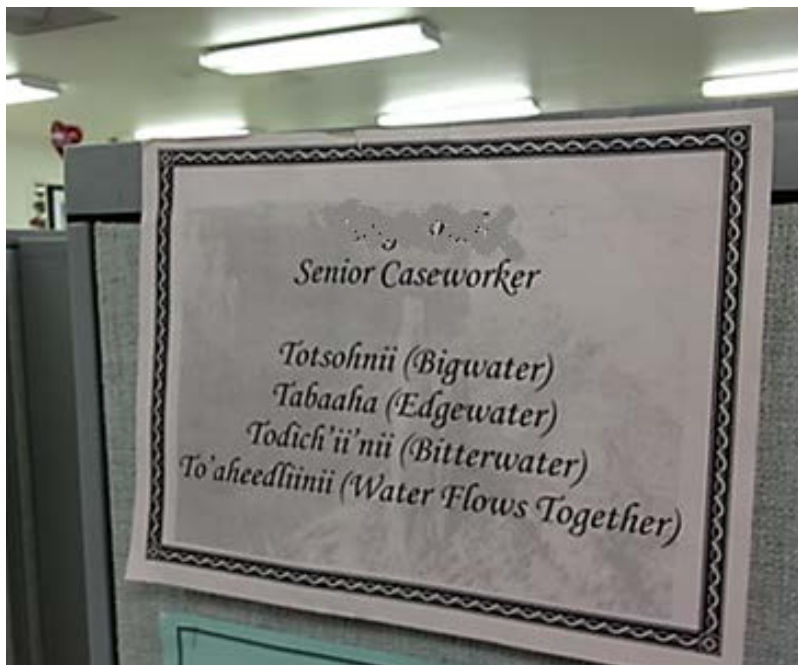 Senior Caseworker
Totsohnii (Bigwater)
Tabaaha (Edgewater)
Todich'ii'nii (Bitterwater)
To'aheedliinii (Water Flows Together)